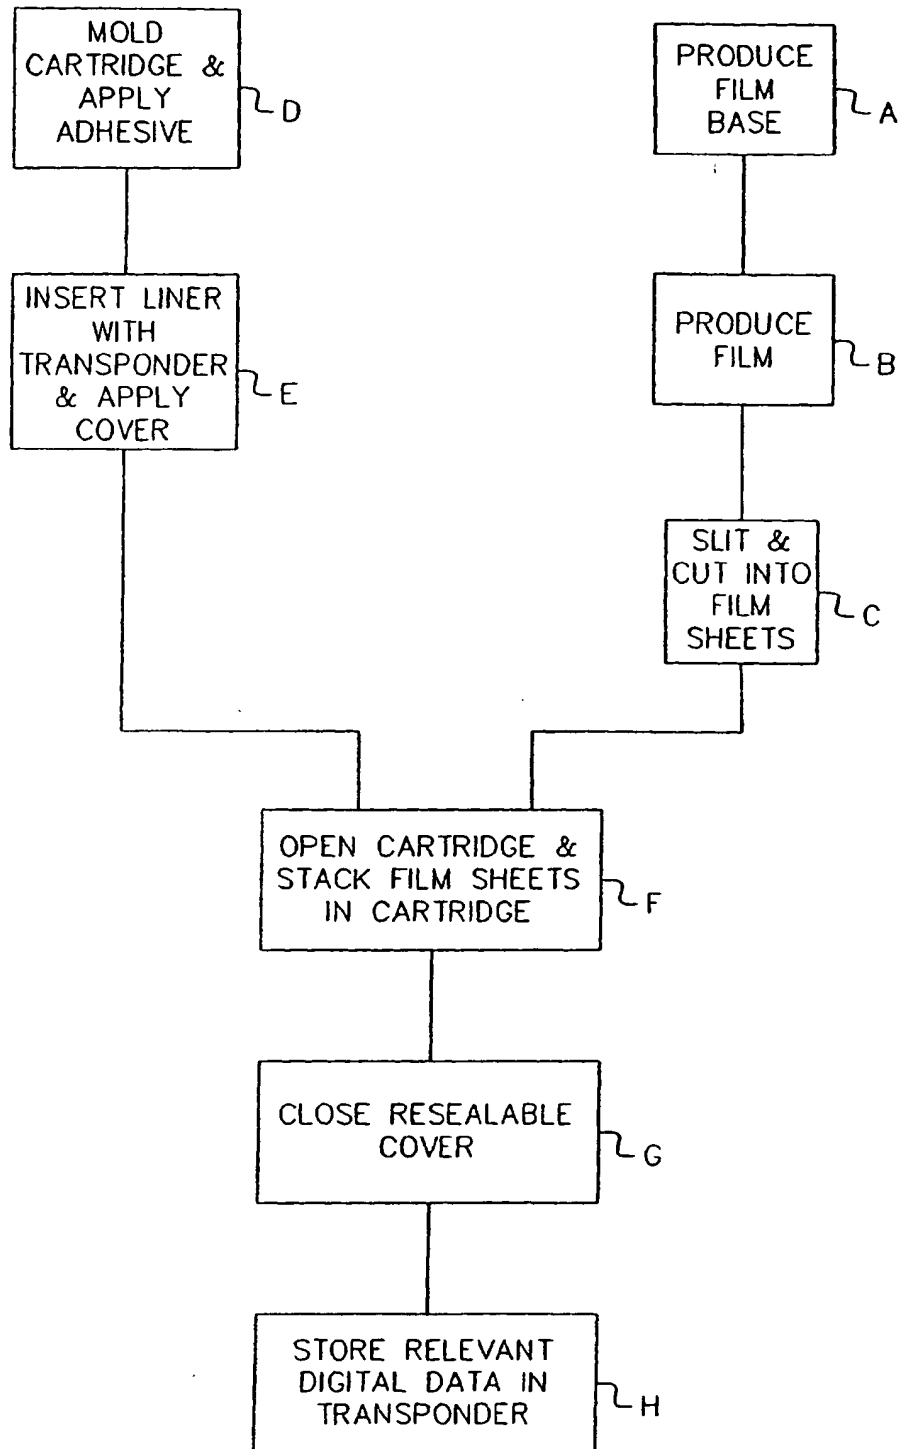 MOLD
CARTRIDGE &
APPLY
ADHESIVE
D
PRODUCE
FILM
BASE
A
INSERT LINER
WITH
TRANSPONDER
& APPLY
COVER
E
PRODUCE
FILM
B
SLIT &
CUT INTO
FILM
SHEETS
C
OPEN CARTRIDGE &
STACK FILM SHEETS
IN CARTRIDGE
F
CLOSE RESEALABLE
COVER
G
STORE RELEVANT
DIGITAL DATA IN
TRANSPONDER
H